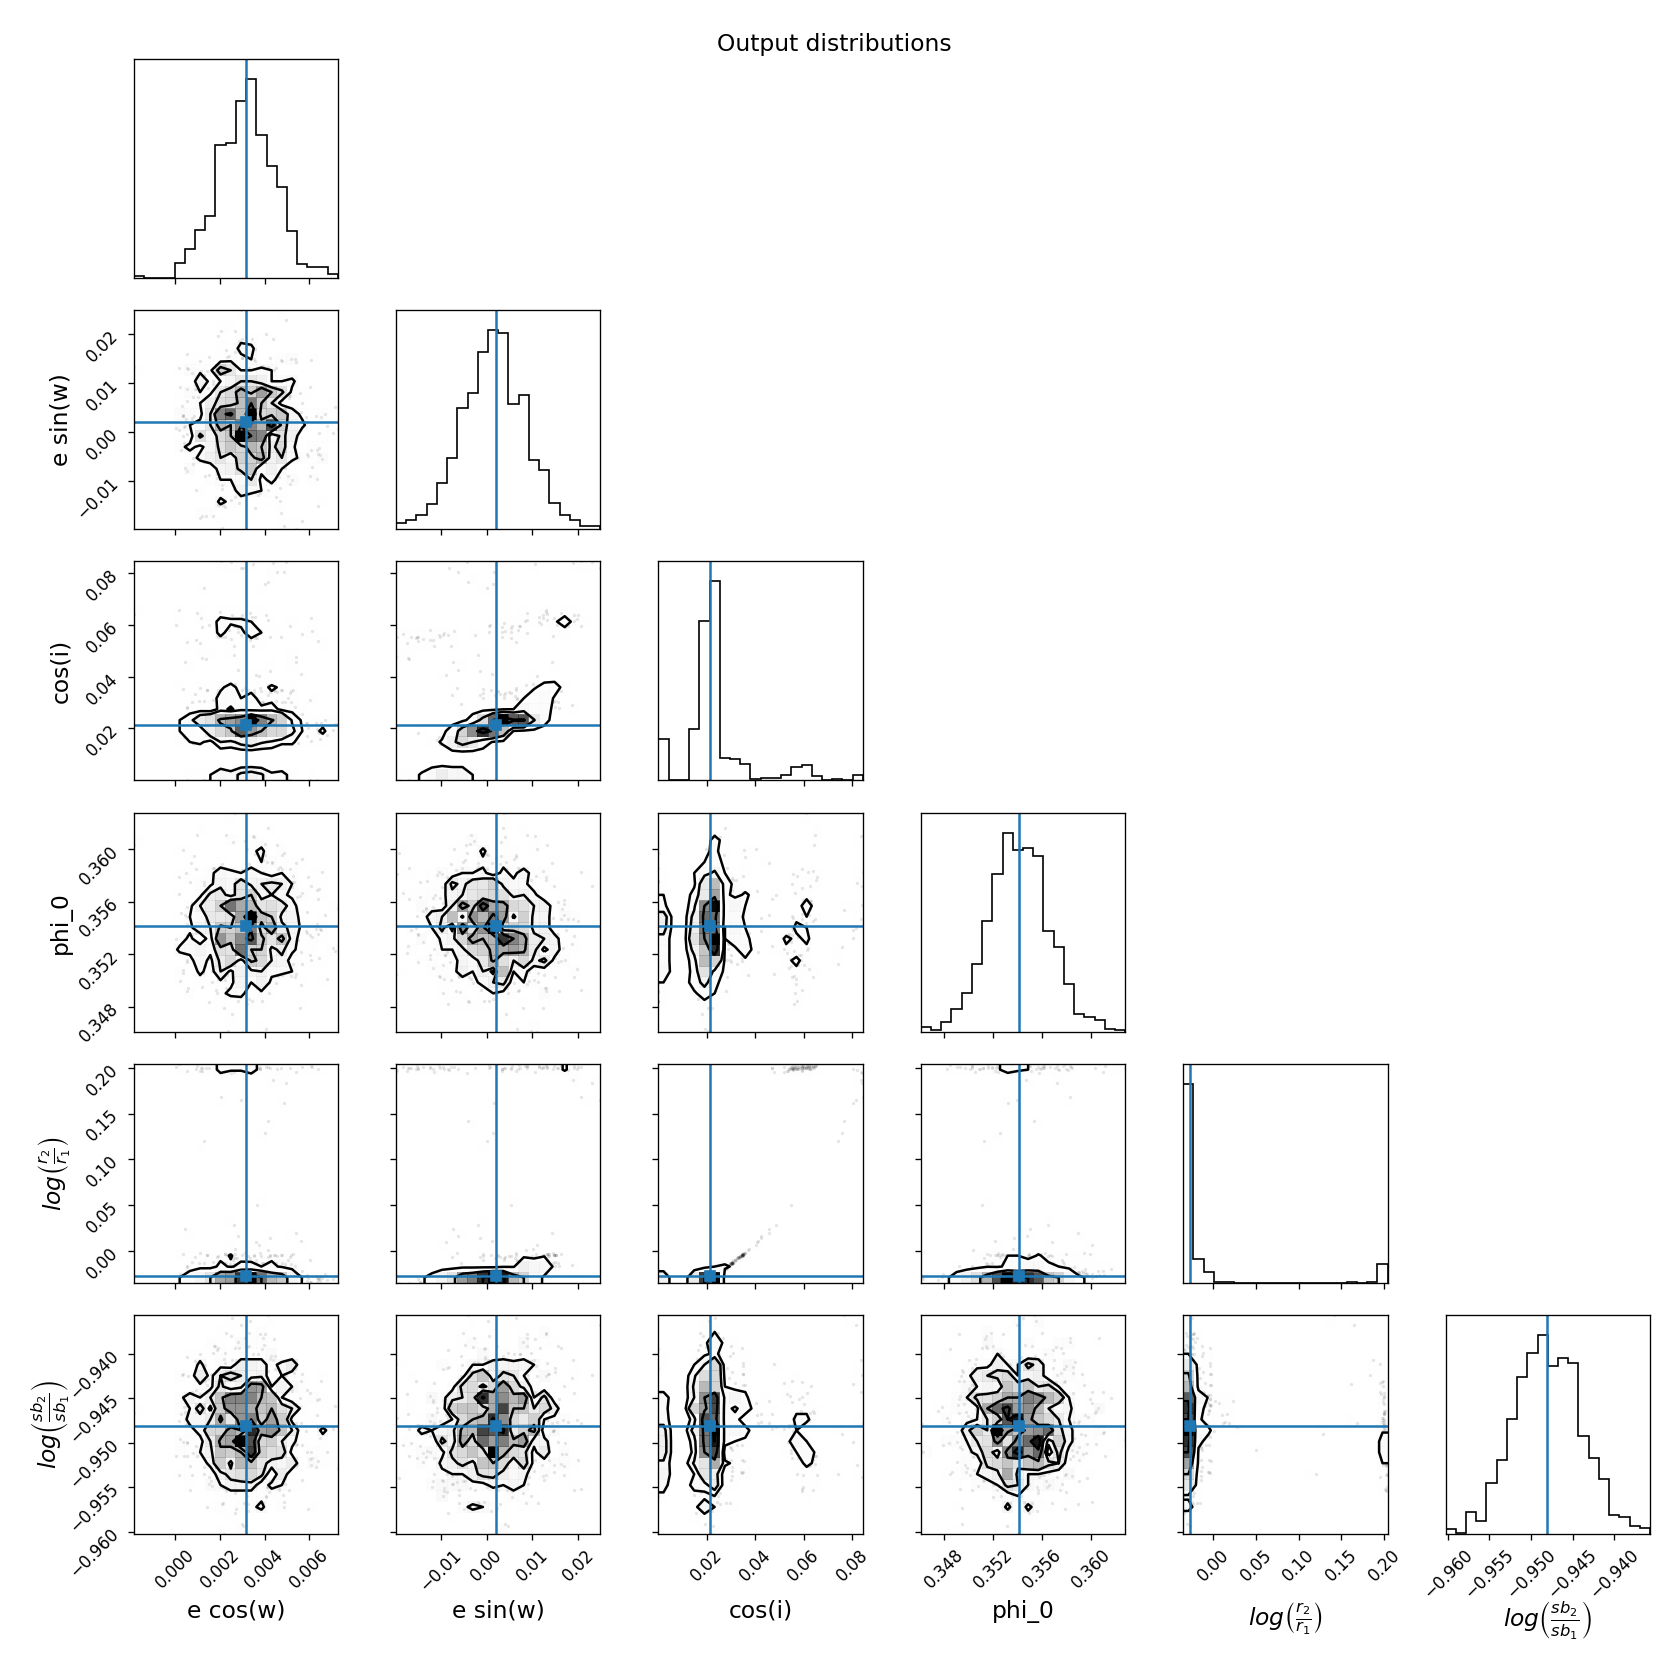 Output distributions
e sin(w)
0.02
0.01
0.00
−0.01
cos(i)
0.08
0.06
0.04
0.02
phi_0
0.360
0.356
0.352
0.348
log(r2/r1)
0.20
0.15
0.10
0.05
0.00
log(sb2/sb1)
−0.940
−0.945
−0.950
−0.955
−0.960
0.000 0.002 0.004 0.006
−0.01 0.00 0.01 0.02
0.02 0.04 0.06 0.08
0.348 0.352 0.356 0.360
0.00 0.05 0.10 0.15 0.20
−0.960 −0.955 −0.950 −0.945 −0.940
e cos(w) e sin(w) cos(i) phi_0 log(r2/r1) log(sb2/sb1)